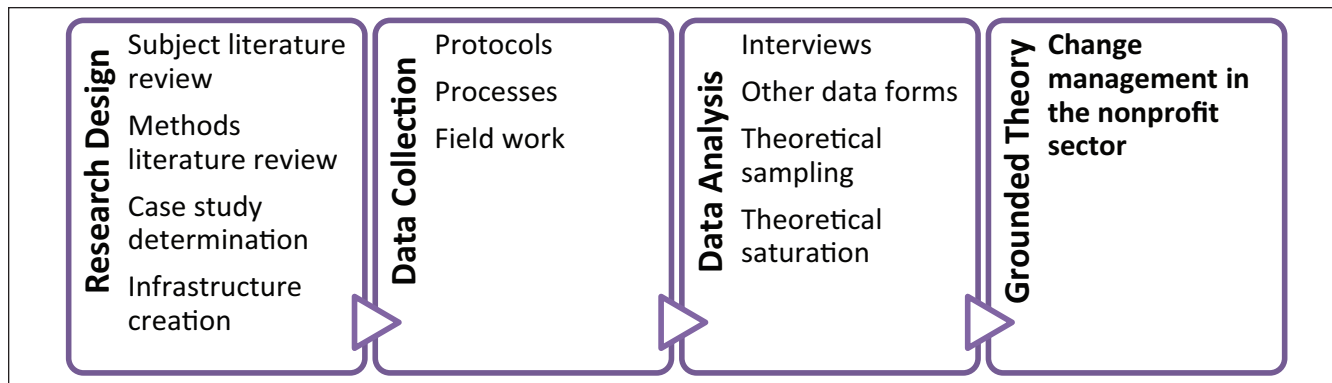 Research Design
Subject literature
review
Methods
literature review
Case study
determination
Infrastructure
creation
Data Collection
Protocols
Processes
Field work
Data Analysis
Interviews
Other data forms
Theoretical
sampling
Theoretical
saturation
Grounded Theory
Change
management in
the nonprofit
sector